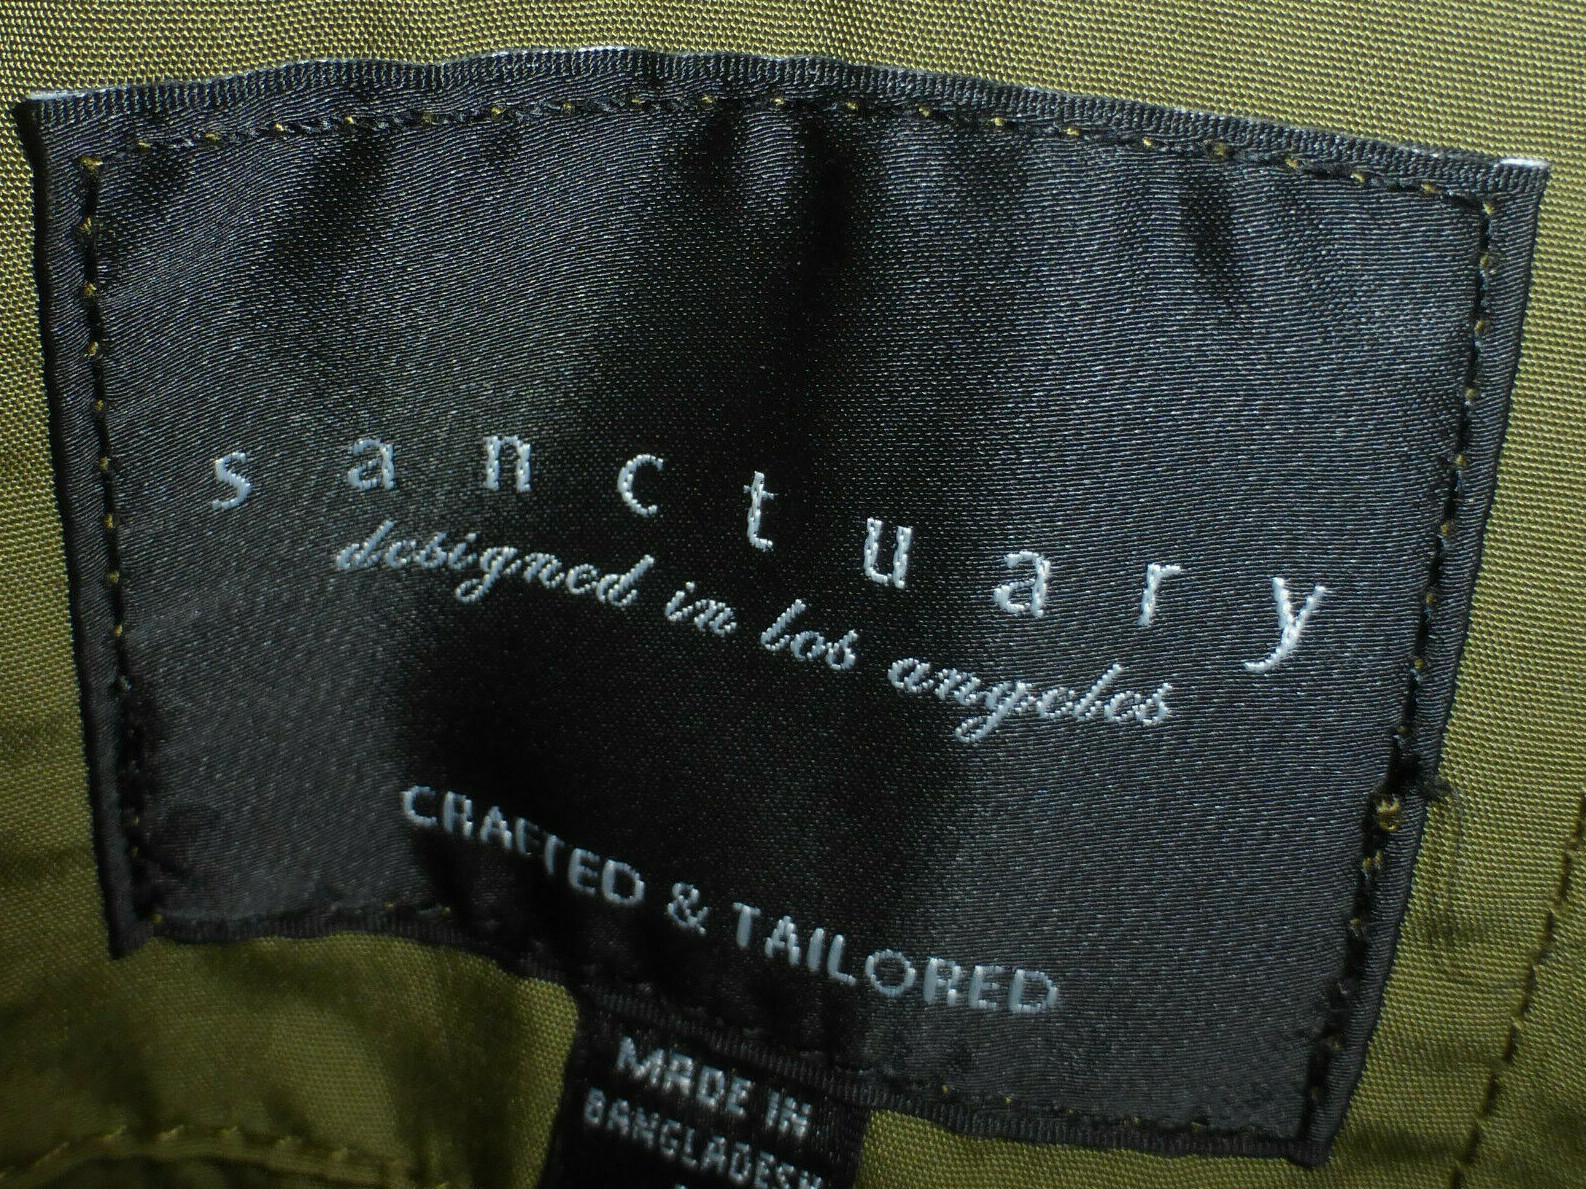 sanctuary
designed in los angeles
CRAFTED & TAILORED
MADE IN
BANGLADESH